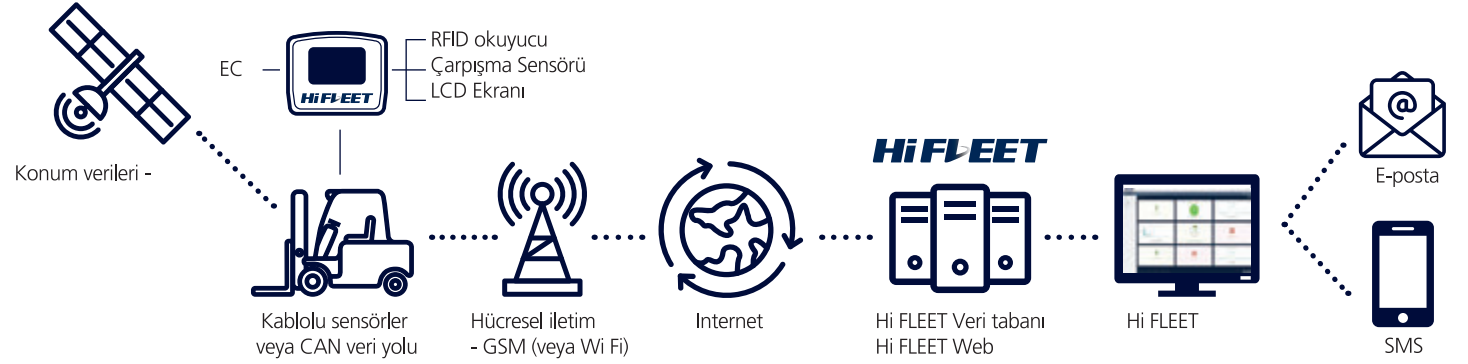 Konum verileri -
EC
HiFLEET
RFID okuyucu
Çarpışma Sensörü
LCD Ekranı
Kablolu sensörler
veya CAN veri yolu
Hücresel iletim
- GSM (veya Wi Fi)
Internet
HiFLEET
Hi FLEET Veri tabanı
Hi FLEET Web
Hi FLEET
@
E-posta
SMS